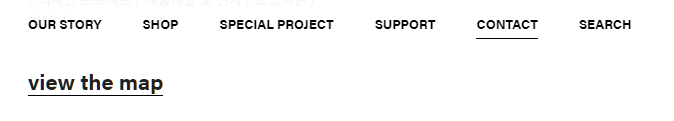 OUR STORY SHOP SPECIAL PROJECT SUPPORT CONTACT SEARCH
view the map